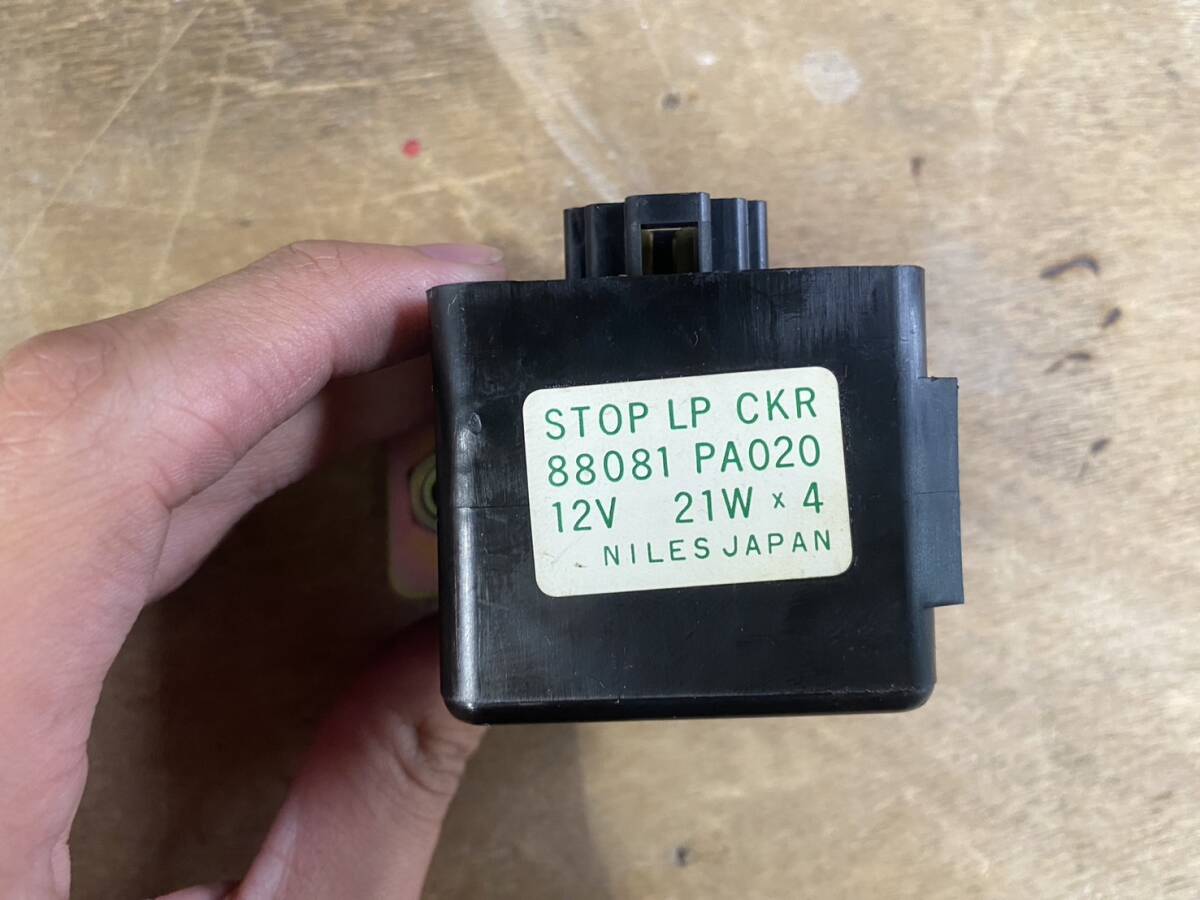 STOP LP CKR
88081 PA020
12V 21W x 4
NILES JAPAN